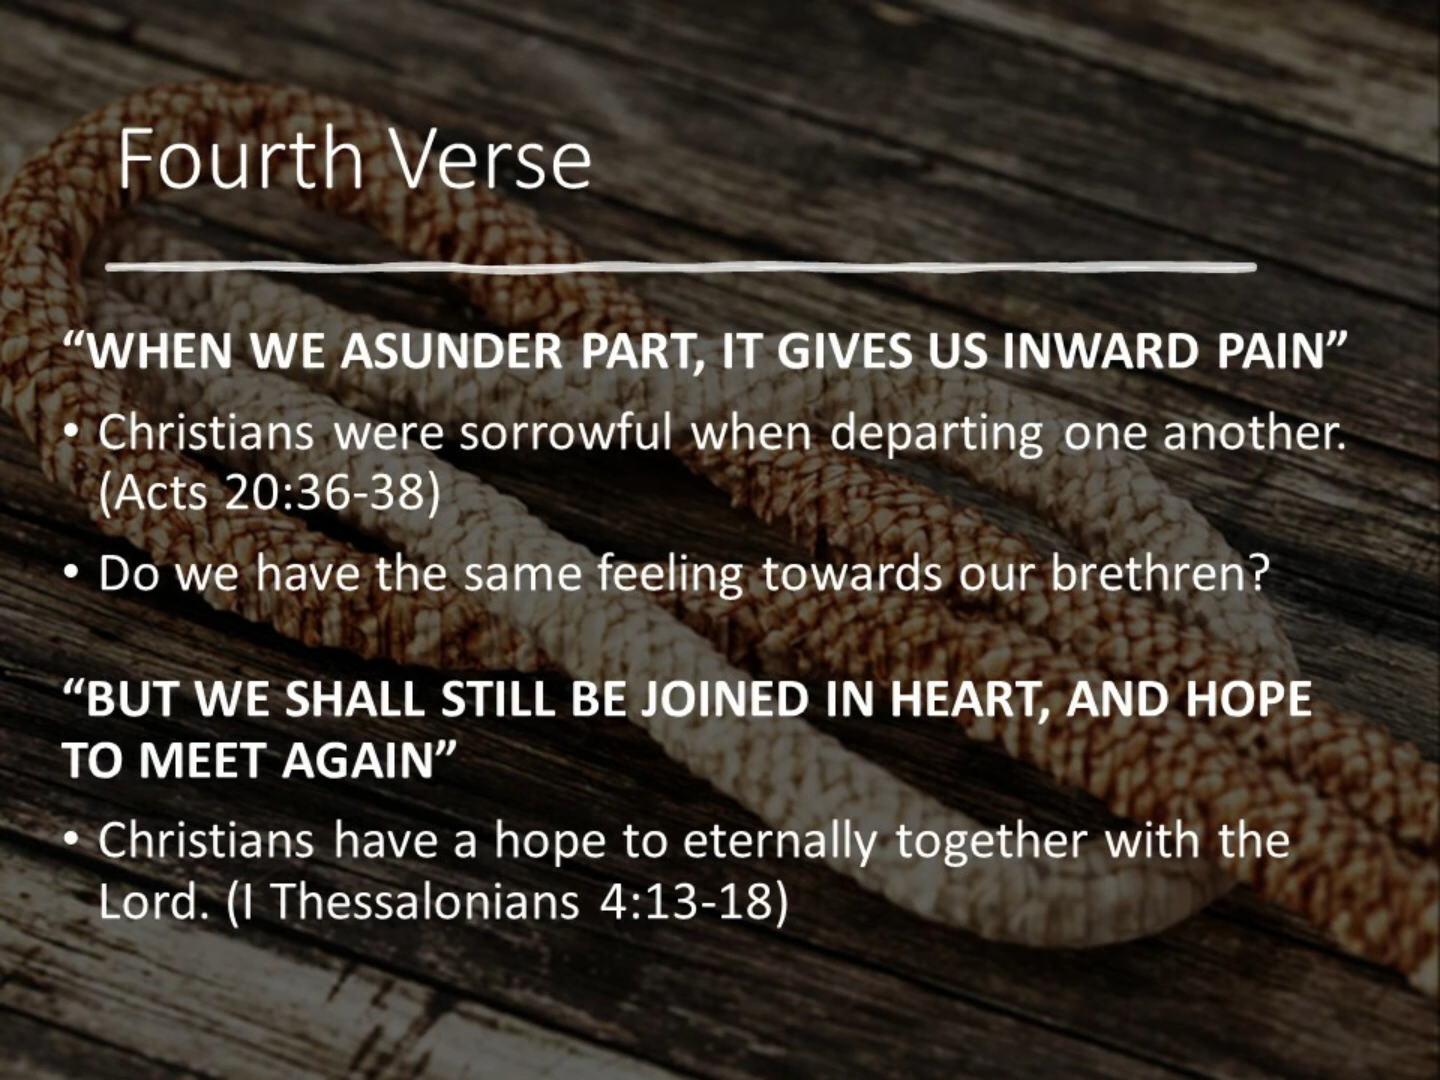 Fourth Verse
“WHEN WE ASUNDER PART, IT GIVES US INWARD PAIN”
• Christians were sorrowful when departing one another.
(Acts 20:36-38)
• Do we have the same feeling towards our brethren?
“BUT WE SHALL STILL BE JOINED IN HEART, AND HOPE
TO MEET AGAIN”
• Christians have a hope to eternally together with the
Lord. (I Thessalonians 4:13-18)